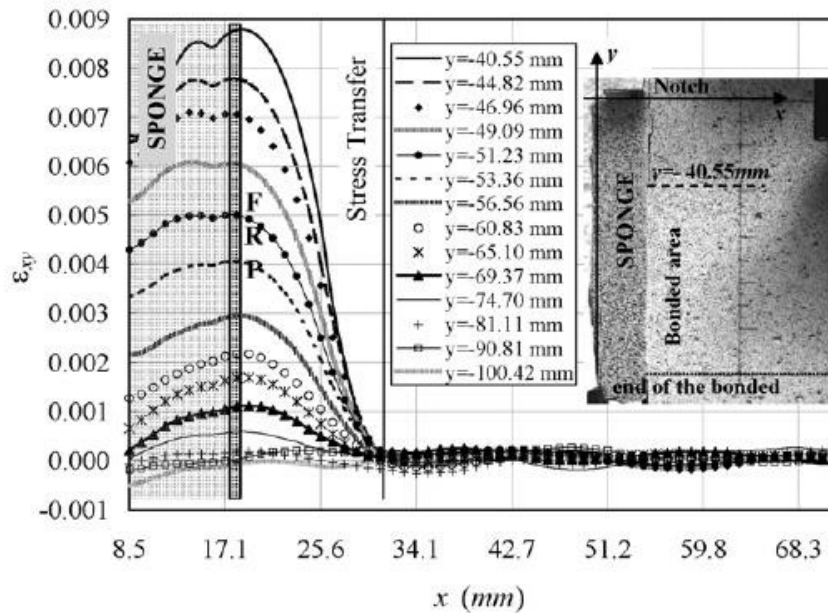 0.009
0.008
0.007
0.006
0.005
0.004
0.003
0.002
0.001
0.000
-0.001
εxy
SPONGE
F
R
P
Stress Transfer
y=-40.55 mm
y=-44.82 mm
y=-46.96 mm
y=-49.09 mm
y=-51.23 mm
y=-53.36 mm
y=-56.56 mm
y=-60.83 mm
y=-65.10 mm
y=-69.37 mm
y=-74.70 mm
y=-81.11 mm
y=-90.81 mm
y=-100.42 mm
y
Notch
x
y=- 40.55mm
SPONGE
Bonded area
end of the bonded
8.5 17.1 25.6 34.1 42.7 51.2 59.8 68.3
x (mm)